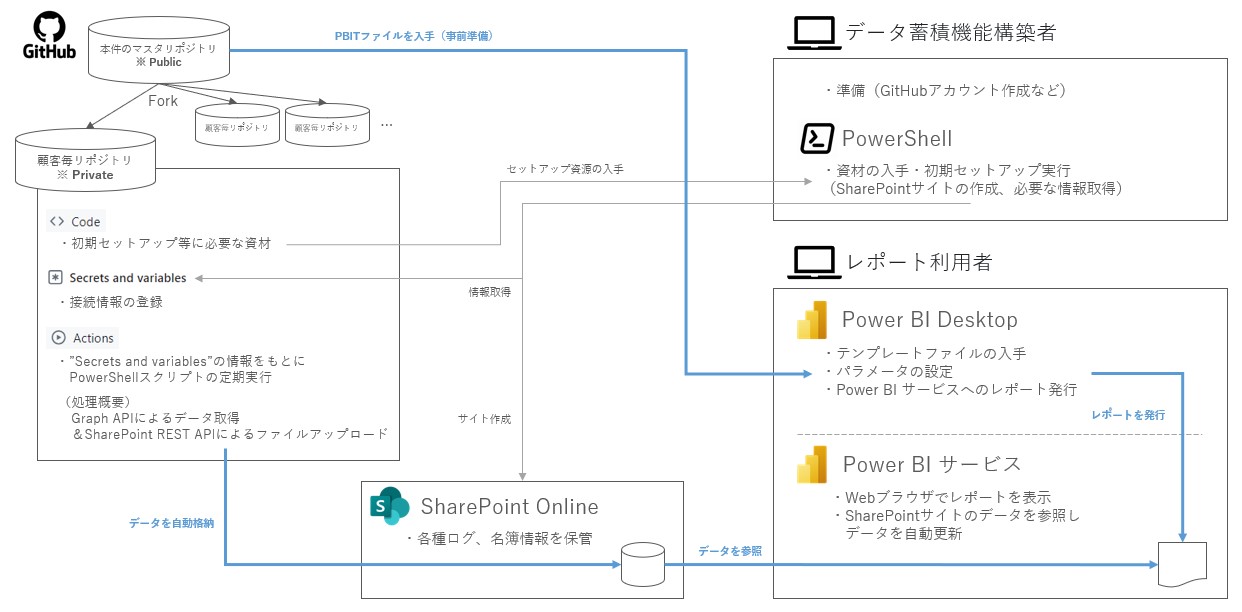 GitHub
本件のマスタリポジトリ
※ Public
PBITファイルを入手（事前準備）
Fork
顧客毎リポジトリ
顧客毎リポジトリ
…
顧客毎リポジトリ
※ Private
Code
・初期セットアップ等に必要な資材
Secrets and variables
・接続情報の登録
Actions
・”Secrets and variables”の情報をもとに
PowerShellスクリプトの定期実行
（処理概要）
Graph APIによるデータ取得
＆SharePoint REST APIによるファイルアップロード
セットアップ資源の入手
情報取得
サイト作成
データを自動格納
S
SharePoint Online
・各種ログ、名簿情報を保管
データを参照
データ蓄積機能構築者
・準備（GitHubアカウント作成など）
PowerShell
・資材の入手・初期セットアップ実行
（SharePointサイトの作成、必要な情報取得）
レポート利用者
Power BI Desktop
・テンプレートファイルの入手
・パラメータの設定
・Power BI サービスへのレポート発行
レポートを発行
Power BI サービス
・Webブラウザでレポートを表示
・SharePointサイトのデータを参照し
データを自動更新